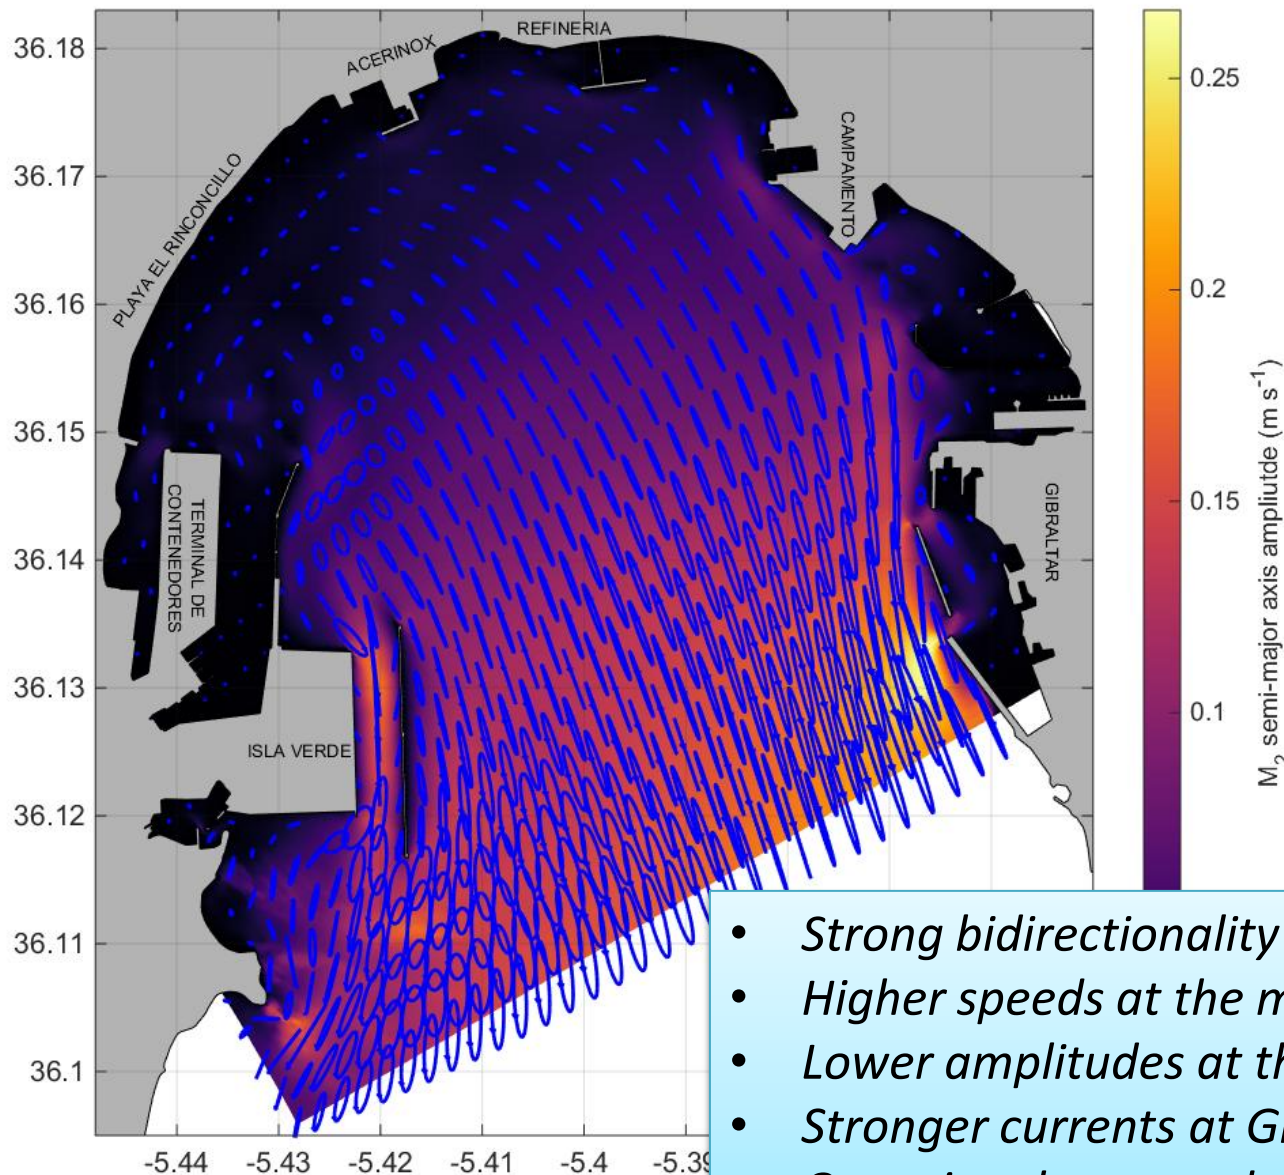 REFINERIA
ACERINOX
36.18
36.17
36.16
36.15
36.14
36.13
36.12
36.11
36.1
PLAYA EL RINCONCILLO
CAMPAMENTO
TERMINAL DE
CONTENEDORES
GIBRALTAR
ISLA VERDE
-5.44
-5.43
-5.42
-5.41
-5.4
-5.39
0.25
0.2
0.15
0.1
M2 semi-major axis ampliutde (m s-1)
• Strong bidirectionality
• Higher speeds at the
• Lower amplitudes at
• Stronger currents at